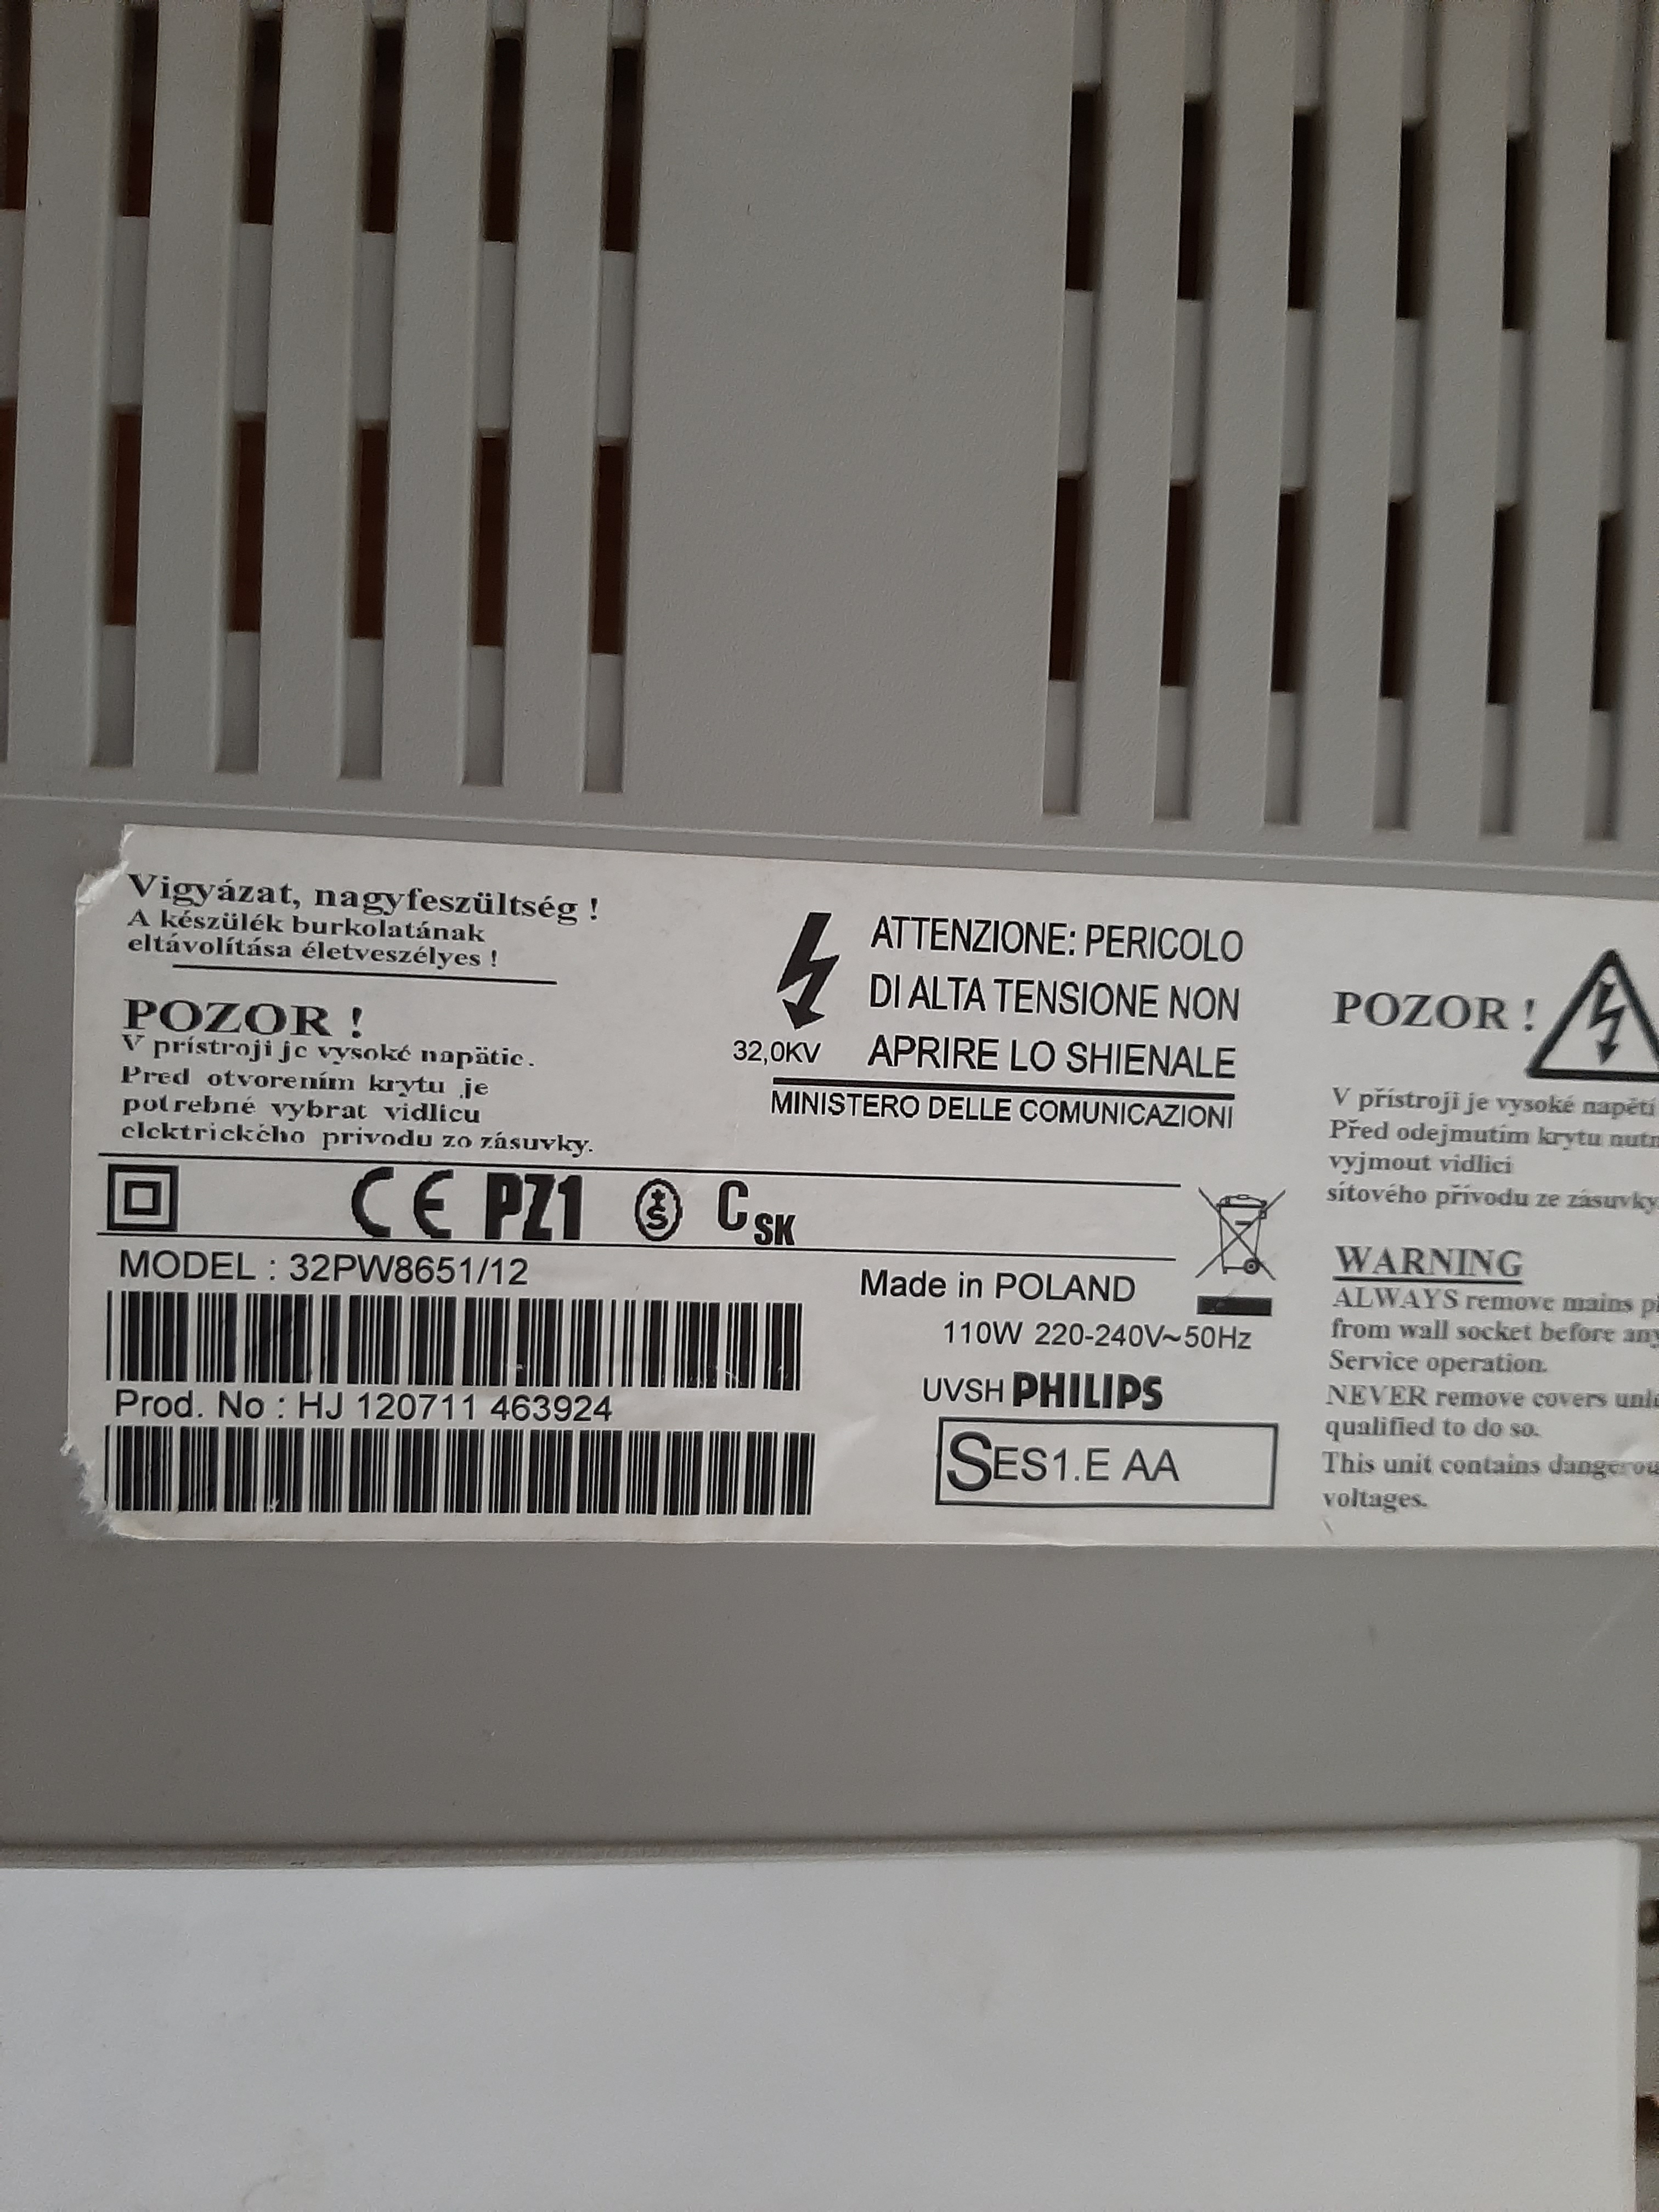 Vigyázat, nagyfeszültség !
A készülék burkolatának
eltávolítása életveszélyes !
POZOR !
V prístroji je vysoké napätie.
Pred otvorením krytu je
potrebné vybrat vidlicu
elektrického privodu zo zásuvky.
32,0KV
ATTENZIONE: PERICOLO
DI ALTA TENSIONE NON
APRIRE LO SHIENALE
MINISTERO DELLE COMUNICAZIONI
CE PZ1 S CSK
MODEL : 32PW8651/12
Prod. No : HJ 120711 463924
Made in POLAND
110W 220-240V~50Hz
UVSH PHILIPS
SES1.E AA
POZOR !
V přístroji je vysoké napětí
Před odejmutím krytu
vyjmout vidlici
síťového přívodu ze zásuvky
WARNING
ALWAYS remove mains
from wall socket before any
Service operation.
NEVER remove covers
qualified to do so.
This unit contains
voltages.